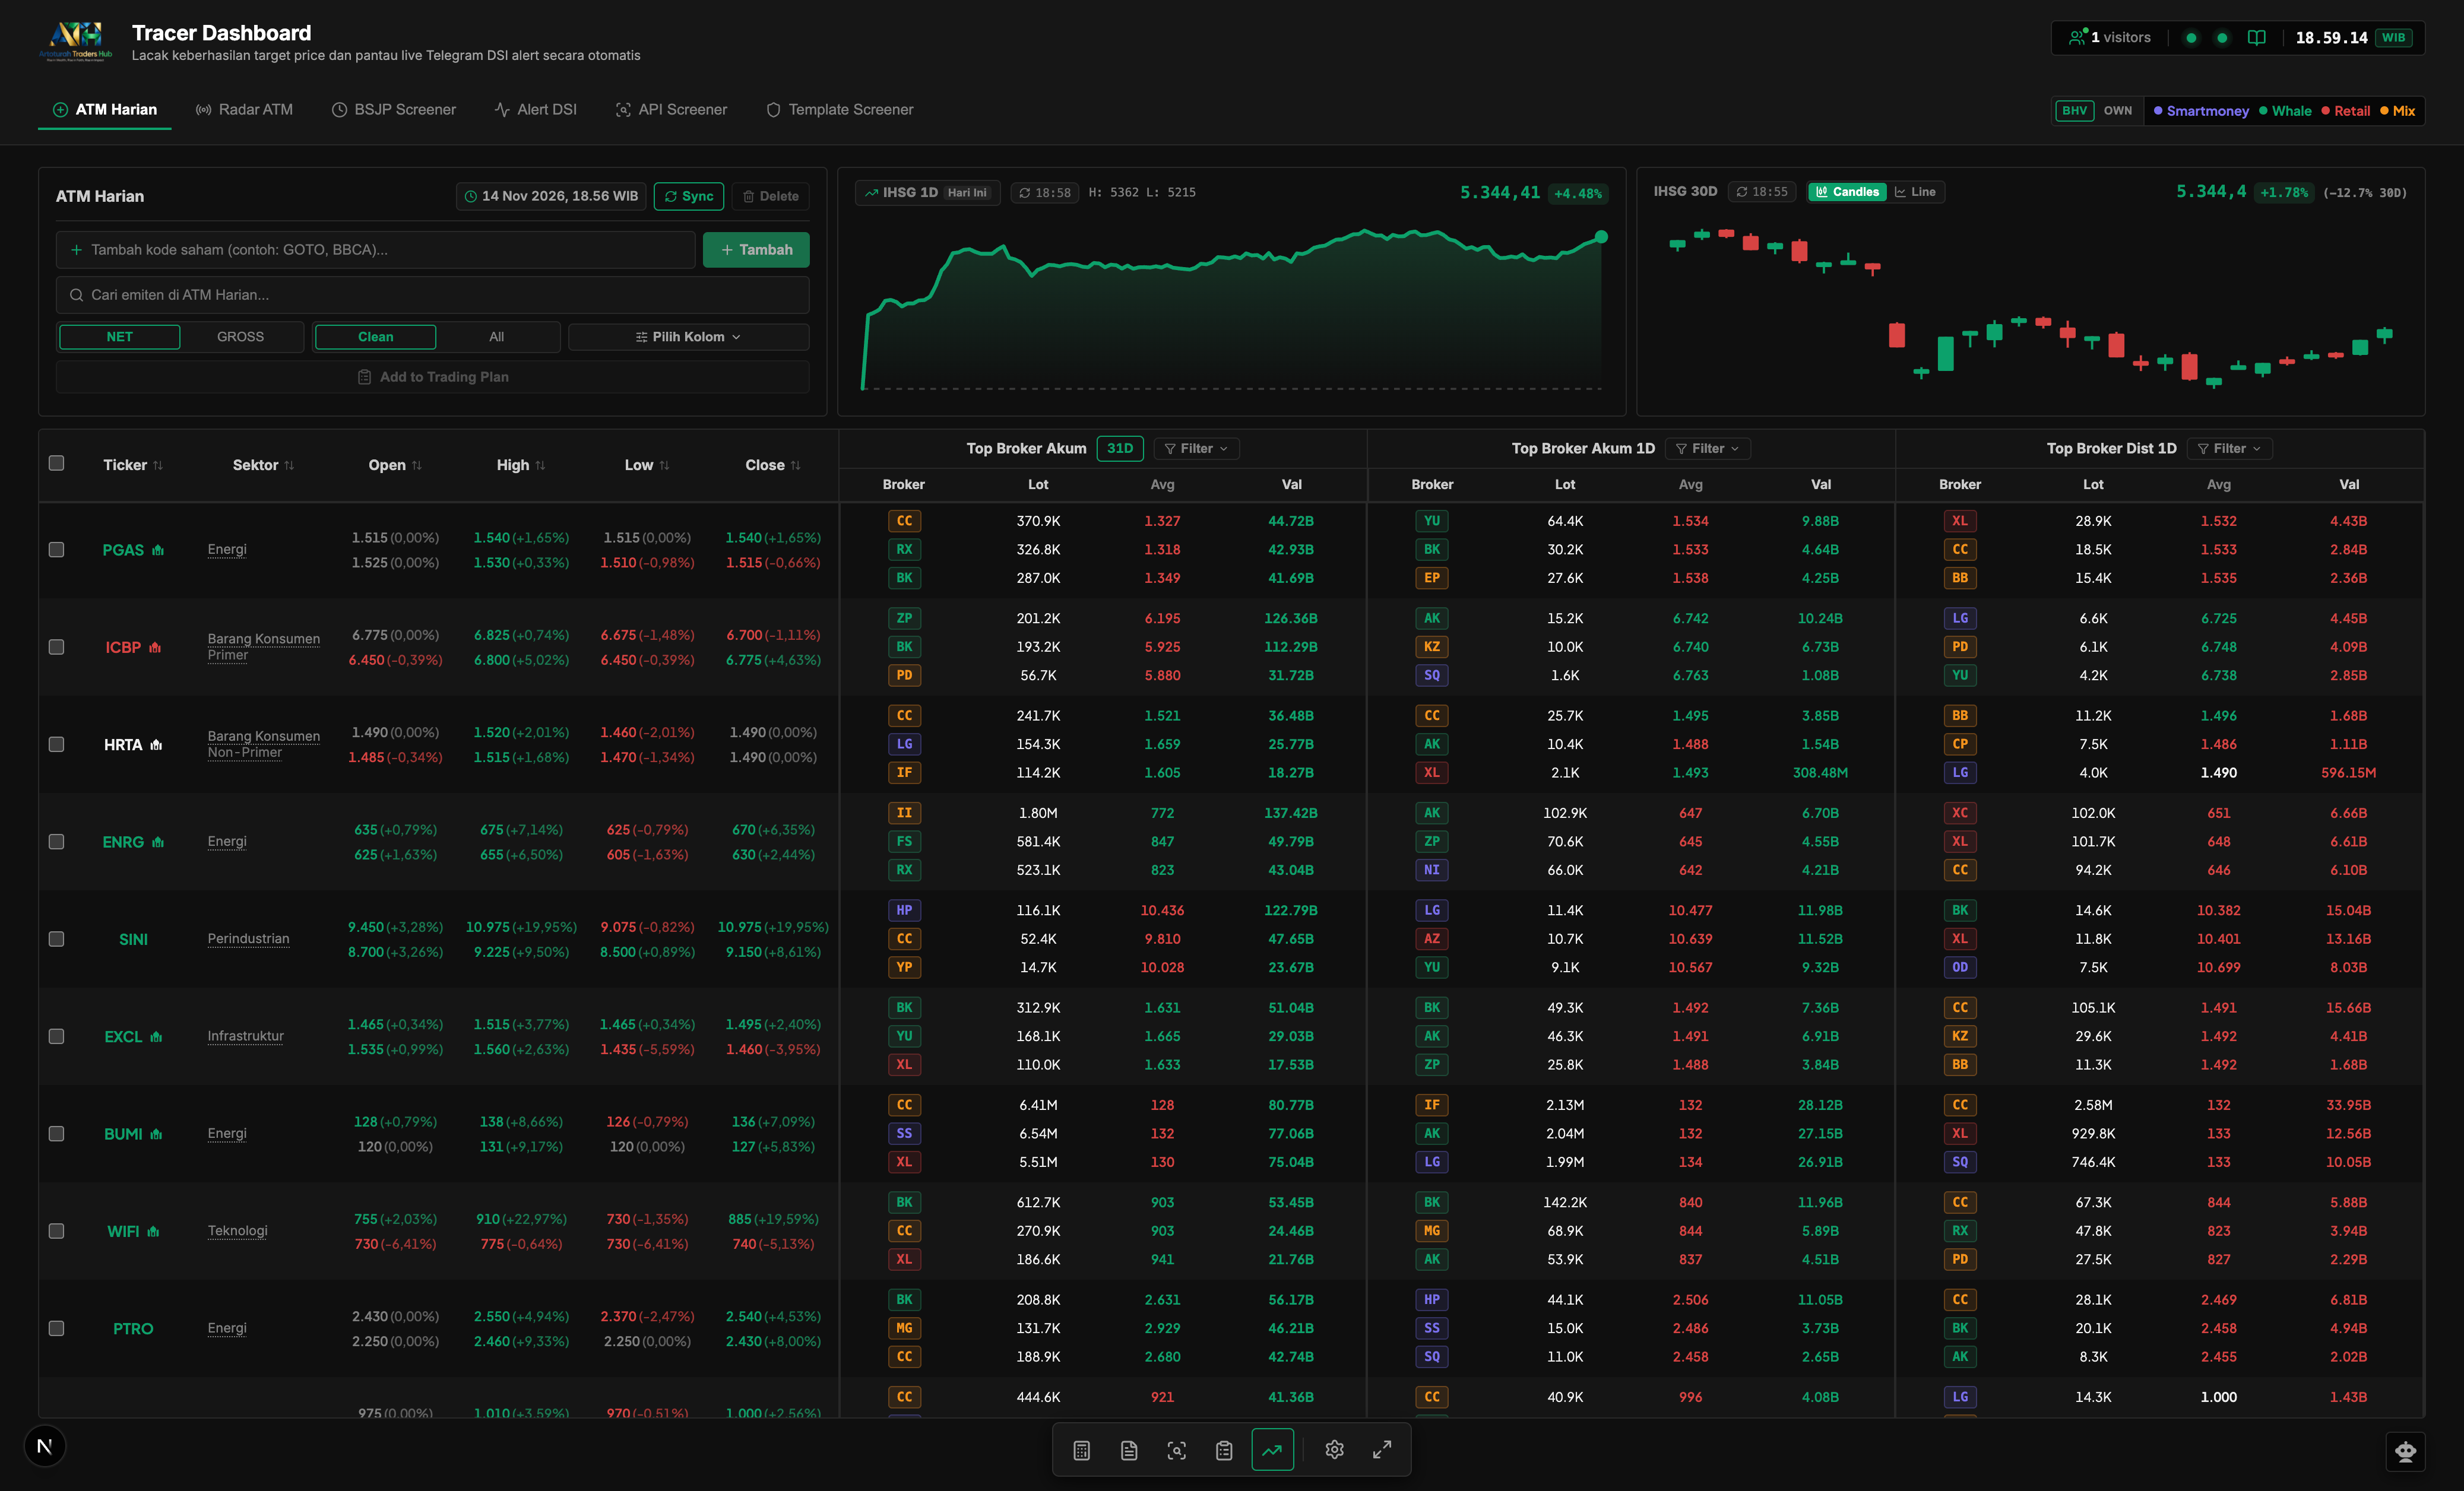 ATH
Tracer Dashboard
Lacak keberhasilan target price dan pantau live Telegram DSI alert secara otomatis
1 visitors
18.59.14 WIB
ATM Harian
Radar ATM
BSJP Screener
Alert DSI
API Screener
Template Screener
BHV OWN Smartmoney Whale Retail Mix
ATM Harian
14 Nov 2026, 18.56 WIB
Sync
Delete
Tambah kode saham (contoh: GOTO, BBCA)...
Tambah
Cari emiten di ATM Harian...
NET GROSS Clean All Pilih Kolom
Add to Trading Plan
IHSG 1D Hari Ini 18:58 H: 5362 L: 5215 5.344,41 +4.48%
IHSG 30D 18:55 Candles Line 5.344,4 +1.78% (-12.7% 30D)
Ticker Sektor Open High Low Close
Top Broker Akum 31D Filter
Top Broker Akum 1D Filter
Top Broker Dist 1D Filter
Broker Lot Avg Val Broker Lot Avg Val Broker Lot Avg Val
PGAS Energi
1.515 (0,00%) 1.540 (+1,65%) 1.515 (0,00%) 1.540 (+1,65%)
1.525 (0,00%) 1.530 (+0,33%) 1.510 (-0,98%) 1.515 (-0,66%)
CC 370.9K 1.327 44.72B YU 64.4K 1.534 9.88B XL 28.9K 1.532 4.43B
RX 326.8K 1.318 42.93B BK 30.2K 1.533 4.64B CC 18.5K 1.533 2.84B
BK 287.0K 1.349 41.69B EP 27.6K 1.538 4.25B BB 15.4K 1.535 2.36B
ICBP Barang Konsumen
Primer
6.775 (0,00%) 6.825 (+0,74%) 6.675 (-1,48%) 6.700 (-1,11%)
6.450 (-0,39%) 6.800 (+5,02%) 6.450 (-0,39%) 6.775 (+4,63%)
ZP 201.2K 6.195 126.36B AK 15.2K 6.742 10.24B LG 6.6K 6.725 4.45B
BK 193.2K 5.925 112.29B KZ 10.0K 6.740 6.73B PD 6.1K 6.748 4.09B
PD 56.7K 5.880 31.72B SQ 1.6K 6.763 1.08B YU 4.2K 6.738 2.85B
HRTA Barang Konsumen
Non-Primer
1.490 (0,00%) 1.520 (+2,01%) 1.460 (-2,01%) 1.490 (0,00%)
1.485 (-0,34%) 1.515 (+1,68%) 1.470 (-1,34%) 1.490 (0,00%)
CC 241.7K 1.521 36.48B CC 25.7K 1.495 3.85B BB 11.2K 1.496 1.68B
LG 154.3K 1.659 25.77B AK 10.4K 1.488 1.54B CP 7.5K 1.486 1.11B
IF 114.2K 1.605 18.27B XL 2.1K 1.493 308.48M LG 4.0K 1.490 596.15M
ENRG Energi
635 (+0,79%) 675 (+7,14%) 625 (-0,79%) 670 (+6,35%)
625 (+1,63%) 655 (+6,50%) 605 (-1,63%) 630 (+2,44%)
II 1.80M 772 137.42B AK 102.9K 647 6.70B XC 102.0K 651 6.66B
FS 581.4K 847 49.79B ZP 70.6K 645 4.55B XL 101.7K 648 6.61B
RX 523.1K 823 43.04B NI 66.0K 642 4.21B CC 94.2K 646 6.10B
SINI Perindustrian
9.450 (+3,28%) 10.975 (+19,95%) 9.075 (-0,82%) 10.975 (+19,95%)
8.700 (+3,26%) 9.225 (+9,50%) 8.500 (+0,89%) 9.150 (+8,61%)
HP 116.1K 10.436 122.79B LG 11.4K 10.477 11.98B BK 14.6K 10.382 15.04B
CC 52.4K 9.810 47.65B AZ 10.7K 10.639 11.52B XL 11.8K 10.401 13.16B
YP 14.7K 10.028 23.67B YU 9.1K 10.567 9.32B OD 7.5K 10.699 8.03B
EXCL Infrastruktur
1.465 (+0,34%) 1.515 (+3,77%) 1.465 (+0,34%) 1.495 (+2,40%)
1.535 (+0,99%) 1.560 (+2,63%) 1.435 (-5,59%) 1.460 (-3,95%)
BK 312.9K 1.631 51.04B BK 49.3K 1.492 7.36B CC 105.1K 1.491 15.66B
YU 168.1K 1.665 29.03B AK 46.3K 1.491 6.91B KZ 29.6K 1.492 4.41B
XL 110.0K 1.633 17.53B ZP 25.8K 1.488 3.84B BB 11.3K 1.492 1.68B
BUMI Energi
128 (+0,79%) 138 (+8,66%) 126 (-0,79%) 136 (+7,09%)
120 (0,00%) 131 (+9,17%) 120 (0,00%) 127 (+5,83%)
CC 6.41M 128 80.77B IF 2.13M 132 28.12B CC 2.58M 132 33.95B
SS 6.54M 132 77.06B AK 2.04M 132 27.15B XL 929.8K 133 12.56B
XL 5.51M 130 75.04B LG 1.99M 134 26.91B SQ 746.4K 133 10.05B
WIFI Teknologi
755 (+2,03%) 910 (+22,97%) 730 (-1,35%) 885 (+19,59%)
730 (-6,41%) 775 (-0,64%) 730 (-6,41%) 740 (-5,13%)
BK 612.7K 903 53.45B BK 142.2K 840 11.96B CC 67.3K 844 5.88B
CC 270.9K 903 24.46B MG 68.9K 844 5.89B RX 47.8K 823 3.94B
XL 186.6K 941 21.76B AK 53.9K 837 4.51B PD 27.5K 827 2.29B
PTRO Energi
2.430 (0,00%) 2.550 (+4,94%) 2.370 (-2,47%) 2.540 (+4,53%)
2.250 (0,00%) 2.460 (+9,33%) 2.250 (0,00%) 2.430 (+8,00%)
BK 208.8K 2.631 56.17B HP 44.1K 2.506 11.05B CC 28.1K 2.469 6.81B
MG 131.7K 2.929 46.21B SS 15.0K 2.486 3.73B BK 20.1K 2.458 4.94B
CC 188.9K 2.680 42.74B SQ 11.0K 2.458 2.65B AK 8.3K 2.455 2.02B
975 (0,00%) 1.010 (+3,59%) 970 (-0,51%) 1.000 (+2,56%)
CC 444.6K 921 41.36B CC 40.9K 996 4.08B LG 14.3K 1.000 1.43B
N